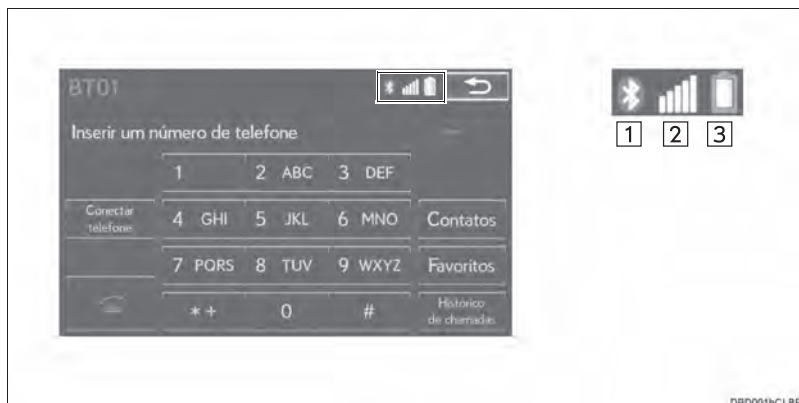 BT01
Inserir um número de telefone
1 2 ABC 3 DEF
Conectar telefone
4 GHI 5 JKL 6 MNO Contatos
7 PQRS 8 TUV 9 WXYZ Favoritos
*+ 0 #
Histórico
de chamadas
1 2 3